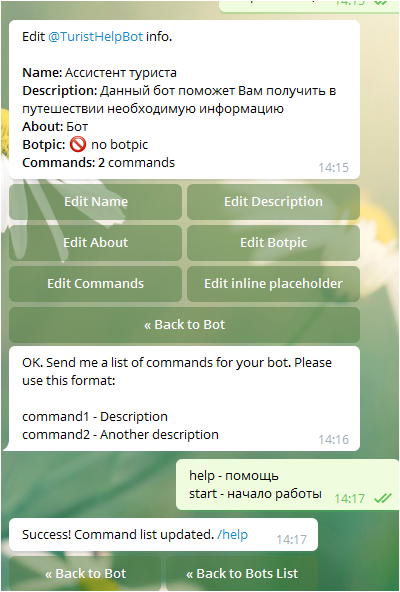 14:15
Edit @TuristHelpBot info.
Name: Ассистент туриста
Description: Данный бот поможет Вам получить в
путешествии необходимую информацию
About: Бот
Botpic: 🚫 no botpic
Commands: 2 commands
14:15
Edit Name
Edit Description
Edit About
Edit Botpic
Edit Commands
Edit inline placeholder
« Back to Bot
OK. Send me a list of commands for your bot. Please
use this format:
command1 - Description
command2 - Another description
14:16
help - помощь
start - начало работы
14:17
Success! Command list updated. /help
14:17
« Back to Bot
« Back to Bots List